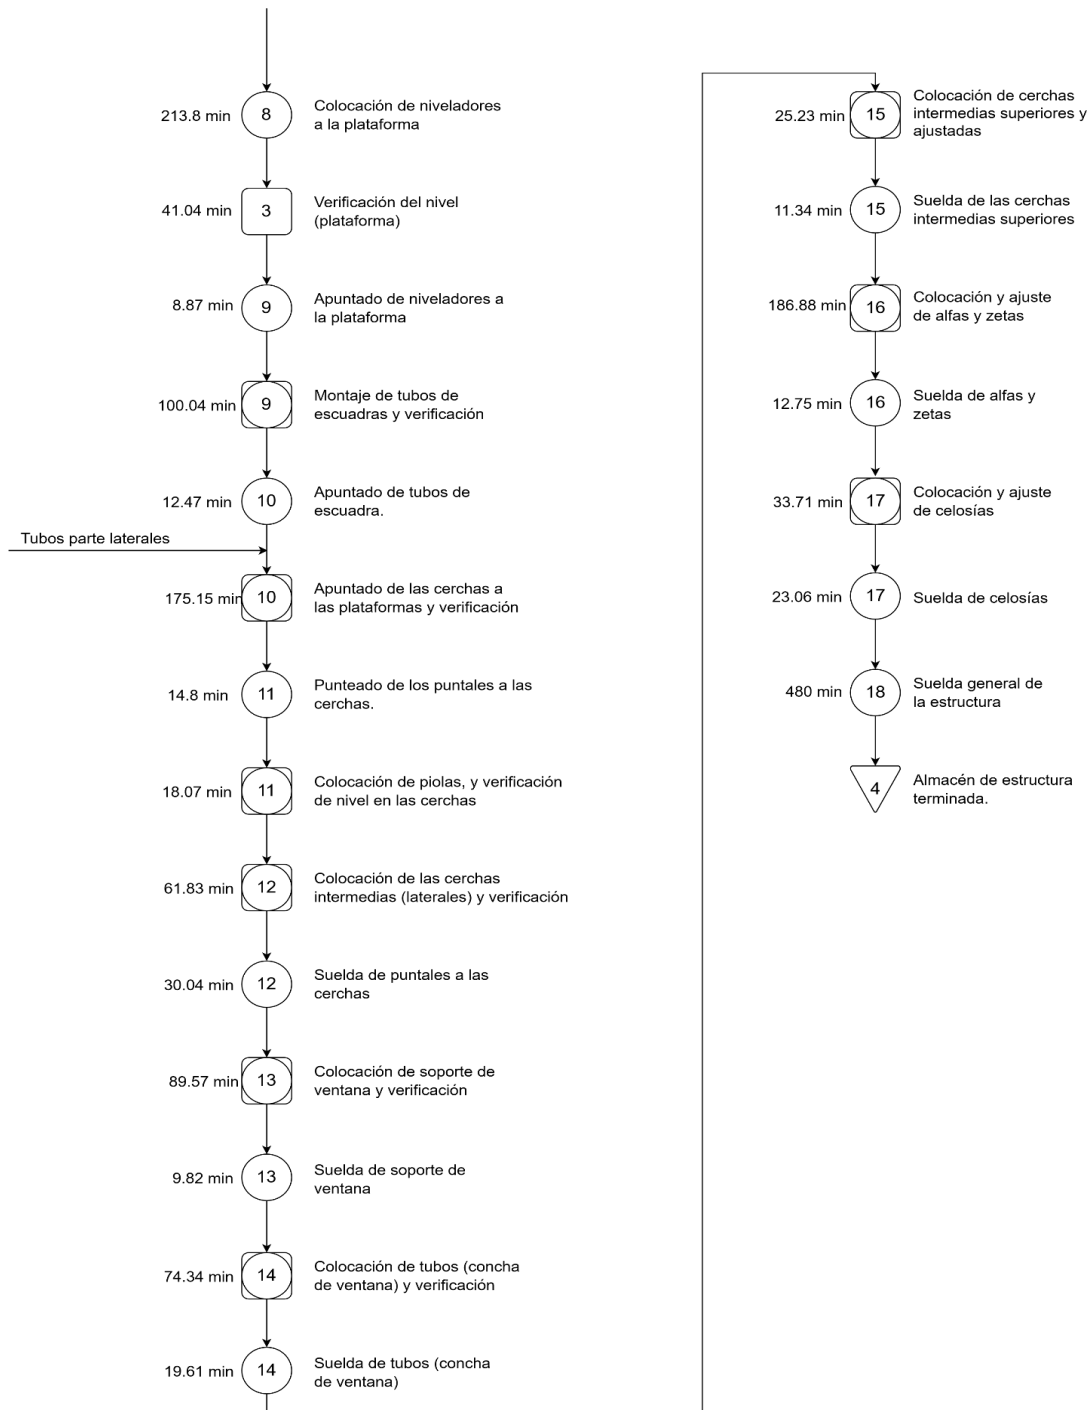 213.8 min
8
Colocación de niveladores
a la plataforma
41.04 min
3
Verificación del nivel
(plataforma)
8.87 min
9
Apuntado de niveladores a
la plataforma
100.04 min
9
Montaje de tubos de
escuadras y verificación
12.47 min
10
Apuntado de tubos de
escuadra.
Tubos parte laterales
175.15 min
10
Apuntado de las cerchas a
las plataformas y verificación
14.8 min
11
Punteado de los puntales a las
cerchas.
18.07 min
11
Colocación de piolas, y verificación
de nivel en las cerchas
61.83 min
12
Colocación de las cerchas
intermedias (laterales) y verificación
30.04 min
12
Suelda de puntales a las
cerchas
89.57 min
13
Colocación de soporte de
ventana y verificación
9.82 min
13
Suelda de soporte de
ventana
74.34 min
14
Colocación de tubos (concha
de ventana) y verificación
19.61 min
14
Suelda de tubos (concha
de ventana)
25.23 min
15
Colocación de cerchas
intermedias superiores y
ajustadas
11.34 min
15
Suelda de las cerchas
intermedias superiores
186.88 min
16
Colocación y ajuste
de alfas y zetas
12.75 min
16
Suelda de alfas y
zetas
33.71 min
17
Colocación y ajuste
de celosías
23.06 min
17
Suelda de celosías
480 min
18
Suelda general de
la estructura
4
Almacén de estructura
terminada.